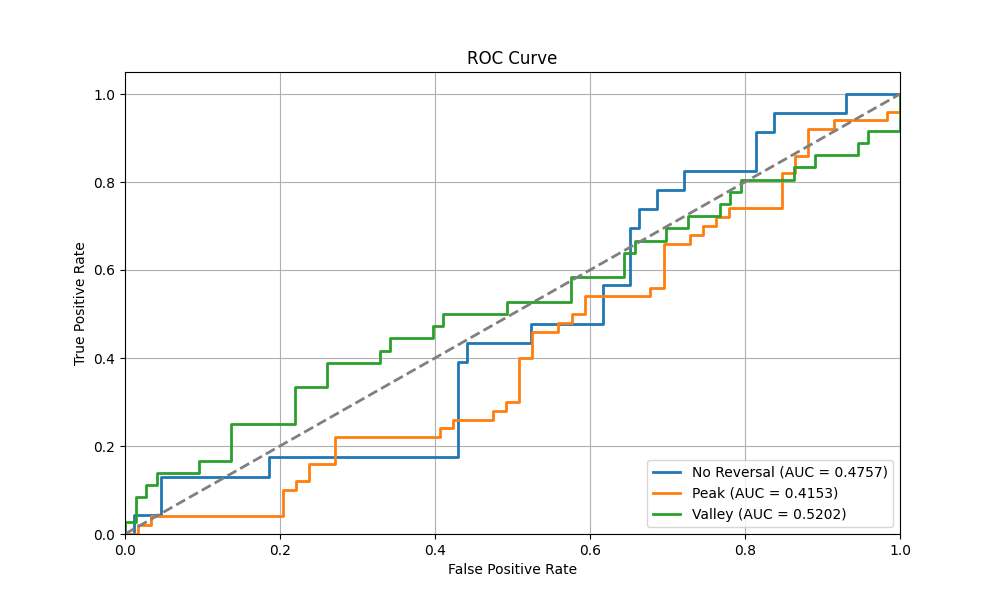 ROC Curve
True Positive Rate
1.0
0.8
0.6
0.4
0.2
0.0
0.0 0.2 0.4 0.6 0.8 1.0
False Positive Rate
No Reversal (AUC = 0.4757)
Peak (AUC = 0.4153)
Valley (AUC = 0.5202)